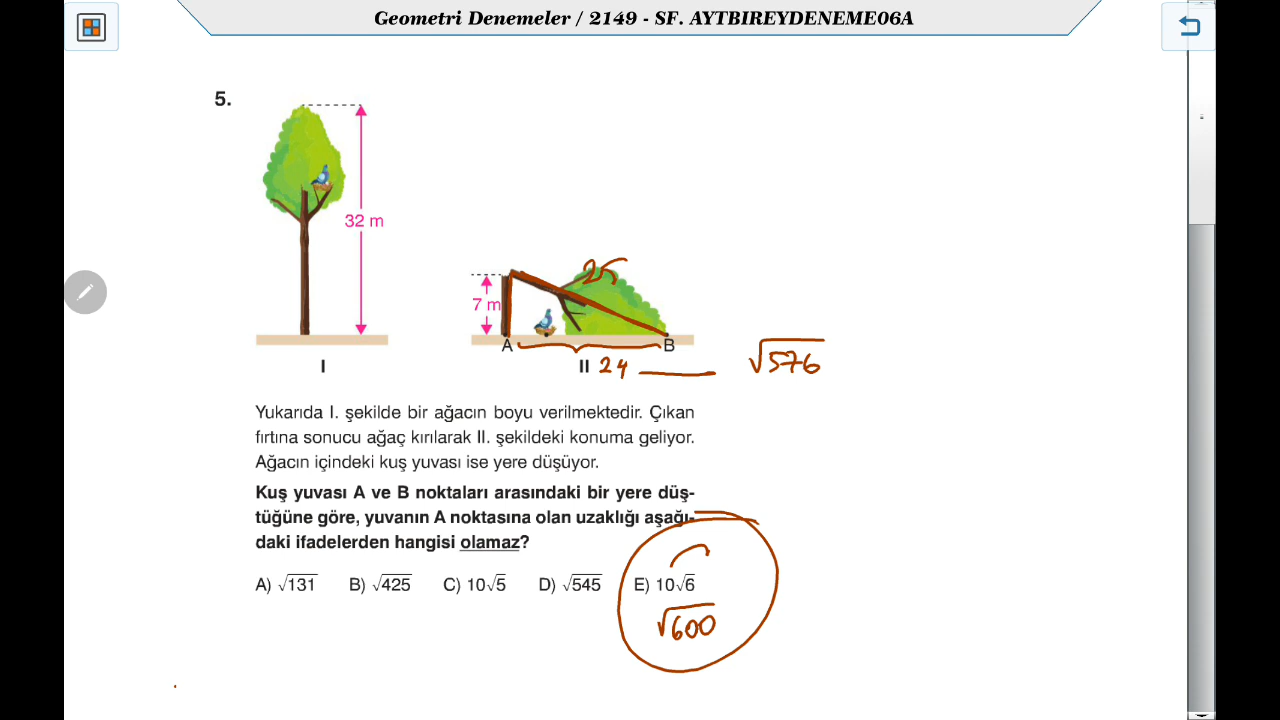 Geometri Denemeler / 2149 - SF. AYTBIREYDENEME06A
5.
32 m
25
7 m
A
B
I
II 24
√576
Yukarıda I. şekilde bir ağacın boyu verilmektedir. Çıkan
fırtına sonucu ağaç kırılarak II. şekildeki konuma geliyor.
Ağacın içindeki kuş yuvası ise yere düşüyor.
Kuş yuvası A ve B noktaları arasındaki bir yere düş-
tüğüne göre, yuvanın A noktasına olan uzaklığı aşağı-
daki ifadelerden hangisi olamaz?
A) √131 B) √425 C) 10√5 D) √545 E) 10√6
√600